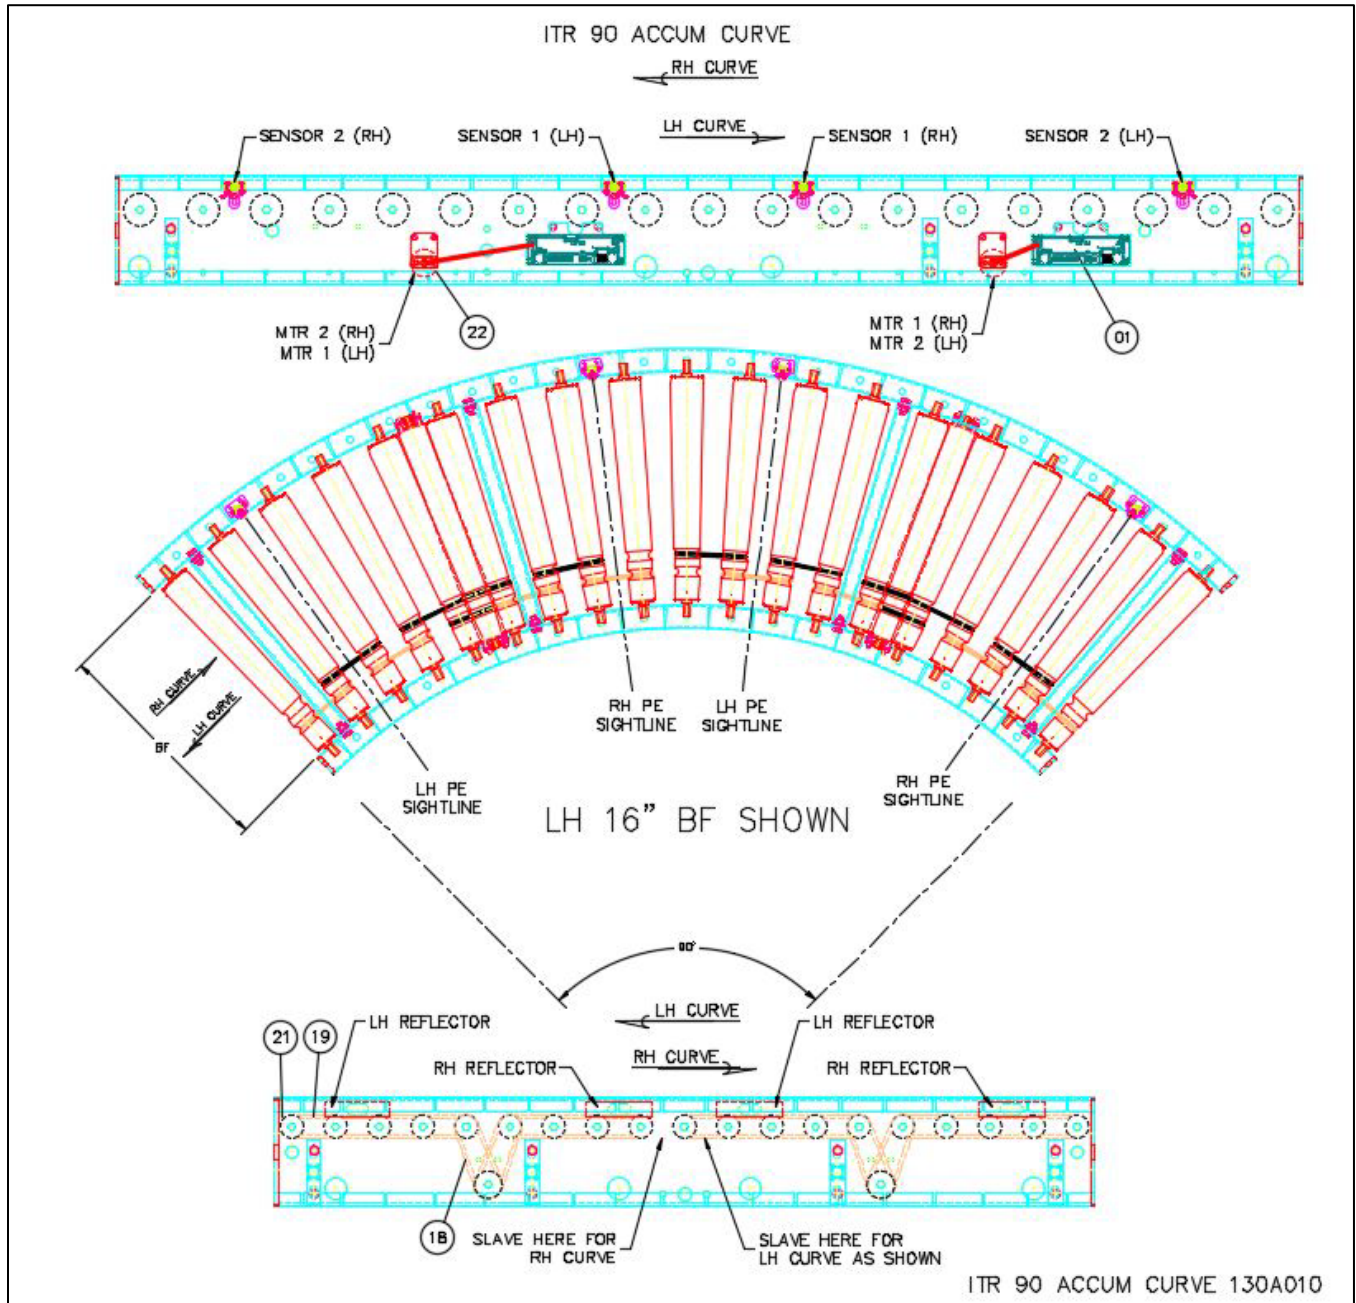 ITR 90 ACCUM CURVE
RH CURVE
LH CURVE
SENSOR 2 (RH)
SENSOR 1 (LH)
SENSOR 1 (RH)
SENSOR 2 (LH)
MTR 2 (RH)
MTR 1 (LH)
22
MTR 1 (RH)
MTR 2 (LH)
01
RH CURVE
LH CURVE
BF
RH PE
SIGHTLINE
LH PE
SIGHTLINE
LH PE
SIGHTLINE
RH PE
SIGHTLINE
LH 16” BF SHOWN
90°
LH CURVE
RH CURVE
21
19
LH REFLECTOR
RH REFLECTOR
LH REFLECTOR
RH REFLECTOR
18
SLAVE HERE FOR
RH CURVE
SLAVE HERE FOR
LH CURVE AS SHOWN
ITR 90 ACCUM CURVE 130A010